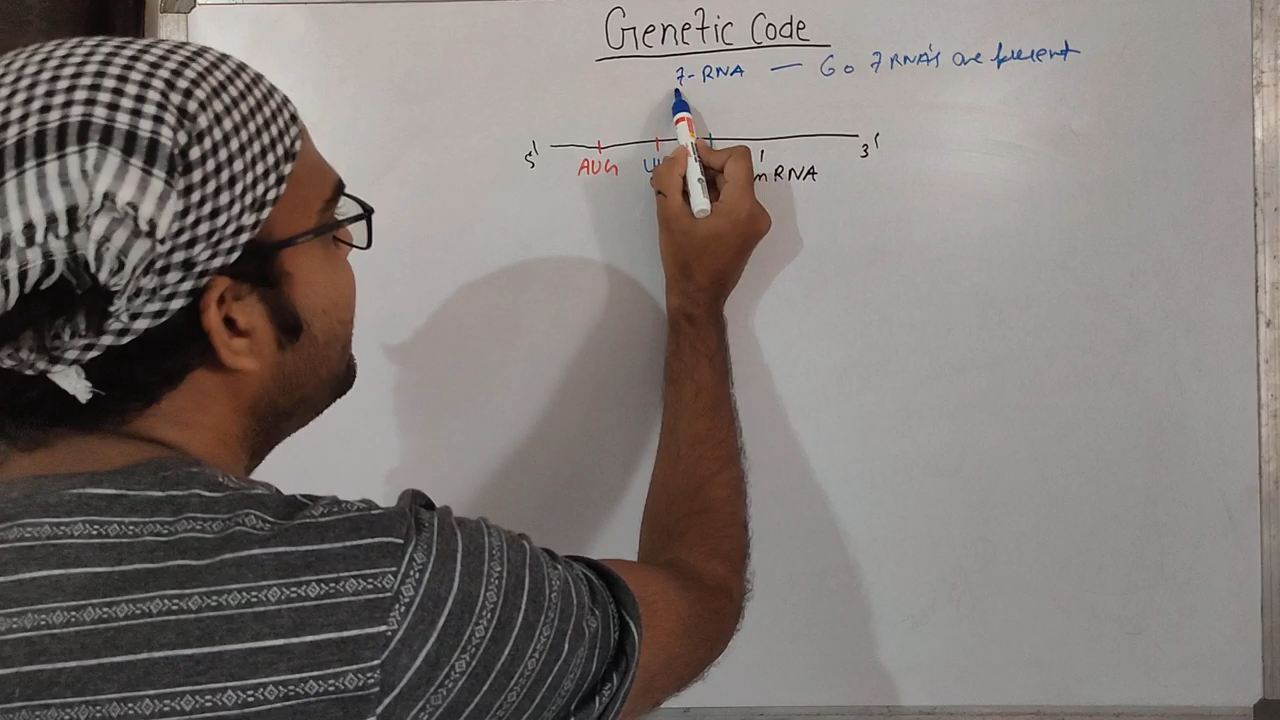 Genetic Code
7-RNA — 60 7RNA's are present
5' 3'
AUG mRNA